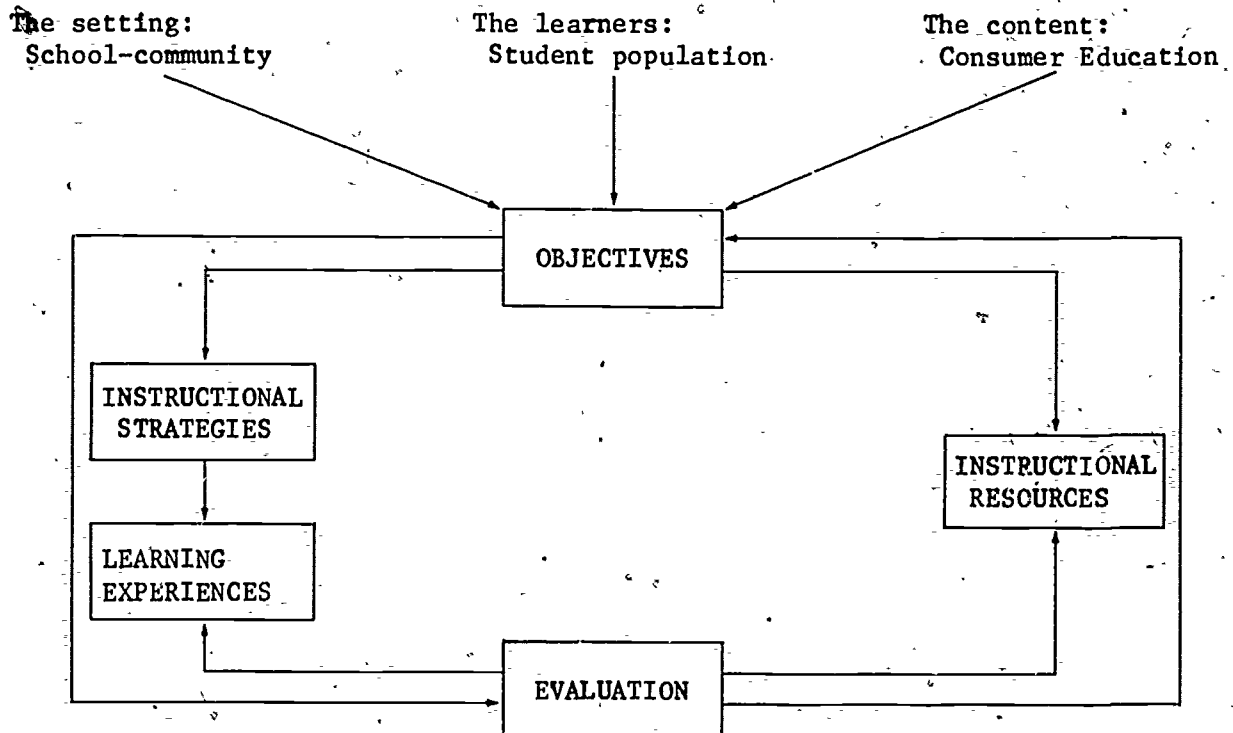 The setting:
School-community
The learners:
Student population
The content:
Consumer Education
OBJECTIVES
INSTRUCTIONAL
STRATEGIES
INSTRUCTIONAL
RESOURCES
LEARNING
EXPERIENCES
EVALUATION